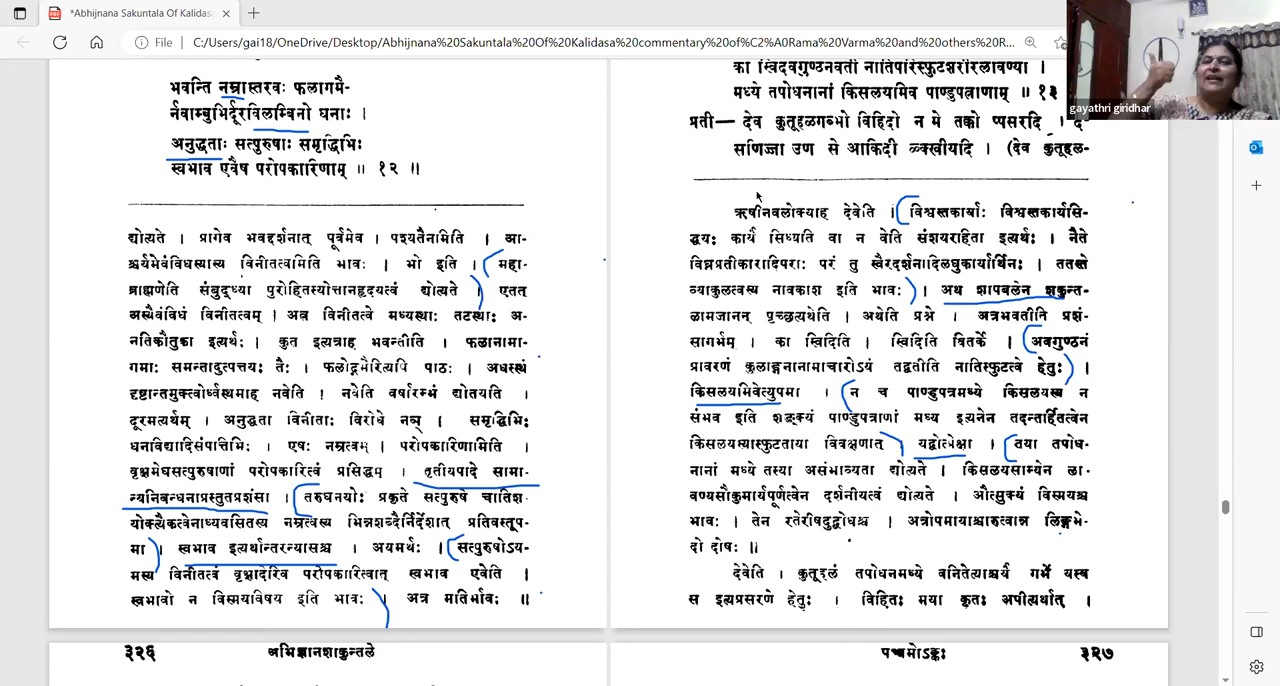 *Abhijnana Sakuntala Of Kalidasa
File
C:/Users/gai18/OneDrive/Desktop/Abhijnana%20Sakuntala%20Of%20Kalidasa%20commentary%20of%C2%A0Rama%20Varma%20and%20others%20R...
gayathri giridhar
भवन्ति नम्रास्तरवः फलागमै-
र्नवाम्बुभिर्दूरविलम्बिनो घनाः ।
अनुद्धताः सत्पुरुषाः समृद्धिभिः
स्वभाव एवैष परोपकारिणाम् ॥ १२ ॥
द्योत्यते । प्रागेव भवद्दर्शनात् पूर्वमेव । पश्यतैनामिति । आ-
श्चर्यमेवंविधस्यास्य विनीतत्वमिति भावः । भो इति । महा-
ब्राह्मणेति संबुद्ध्या पुरोहितस्योत्तानहृदयत्वं द्योत्यते । एतत्
अस्यैवंविधं विनीतत्वम् । अत्र विनीतत्वे मध्यस्थाः तटस्थाः अ-
नतिकौतुका इत्यर्थः । कुत इत्यत्राह भवन्तीति । फलानामा-
गमाः समन्तादुत्पत्तयः तैः । फलोद्गमैरित्यपि पाठः । अधस्स्थं
दृष्टान्तमुक्त्वोर्ध्वस्थमाह नवेति । नवेति वर्षारम्भं द्योतयति ।
दूरमत्यर्थम् । अनुद्धता विनीताः विरोधे नञ् । समृद्धिभिः
धनविद्यादिसंपत्तिभिः । एषः नम्रत्वम् । परोपकारिणामिति ।
वृक्षमेघसत्पुरुषाणां परोपकारित्वं प्रसिद्धम् । तृतीयपादे सामा-
न्यनिबन्धनाप्रस्तुतप्रशंसा । तरुघनयोः प्रकृते सत्पुरुषे चातिश-
योक्त्यैकत्वेनाध्यवसितस्य नम्रत्वस्य भिन्नशब्दैर्निर्देशात् प्रतिवस्तूप-
मा । स्वभाव इत्यर्थान्तरन्यासश्च । अयमर्थः । सत्पुरुषोऽय-
मस्य विनीतत्वं वृक्षादेरिव परोपकारित्वात् स्वभाव एवेति ।
स्वभावो न विस्मयविषय इति भावः । अत्र मतिर्भावः ॥
३२६ अभिज्ञानशाकुन्तले
का स्विदवगुण्ठनवती नातिपरिस्फुटशरीरलावण्या ।
मध्ये तपोधनानां किसलयमिव पाण्डुपत्राणाम् ॥ १३
प्रती— देव कुतूहळगब्भो विहिदो न मे तक्को प्पसरदि ।
सणिज्जा उण से आकिदी ळक्खीयदि । (देव कुतूहल-
ऋषीनवलोक्याह देवेति । विश्वस्तकार्याः विश्वस्तकार्यसि-
द्धयः कार्यं सिध्यति वा न वेति संशयरहिता इत्यर्थः । नैते
विघ्नप्रतीकारादिपराः परं तु स्वैरदर्शनादिलघुकार्यार्थिनः । ततस्ते
व्याकुलत्वस्य नावकाश इति भावः । अथ शापबलेन शकुन्त-
लामजानन् पृच्छत्यथेति । अथेति प्रश्ने । अत्रभवतीनि प्रशं-
सागर्भम् । का स्विदिति । स्विदिति वितर्के । अवगुण्ठनं
प्रावरणं कुलाङ्गनानामाचारोऽयं तद्वतीति नातिस्फुटत्वे हेतुः ।
किसलयमिवेत्युपमा । न च पाण्डुपत्रमध्ये किसलयस्य न
संभव इति शङ्क्यं पाण्डुपत्राणां मध्य इत्यनेन तदन्तर्हितत्वेन
किसलयस्यास्फुटताया विवक्षणात् । यद्वोत्प्रेक्षा । तया तपोध-
नानां मध्ये तस्या असंभाव्यता द्योत्यते । किसलयसाम्येन ला-
वण्यसौकुमार्यपूर्णत्वेन दर्शनीयत्वं द्योत्यते । औत्सुक्यं विस्मयश्च
भावः । तेन रतेरीषदुद्बोधश्च । अत्रोपमायाश्चारुत्वान्न लिङ्गभे-
दो दोषः ॥
देवेति । कुतूहलं तपोधनमध्ये वनितेत्याश्चर्यं गर्भे यस्य
स इत्यप्रसरणे हेतुः । विहितः मया कृतः अपीत्यर्थात् ।
पञ्चमोऽङ्कः ३२७